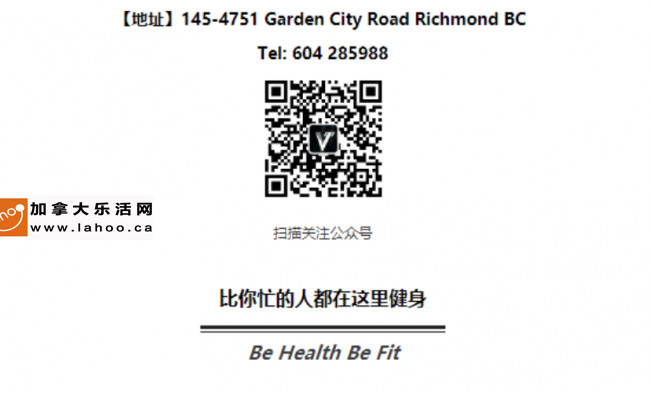 【地址】145-4751 Garden City Road Richmond BC
Tel: 604 285988
加拿大乐活网
www.lahoo.ca
扫描关注公众号
比你忙的人都在这里健身
Be Health Be Fit